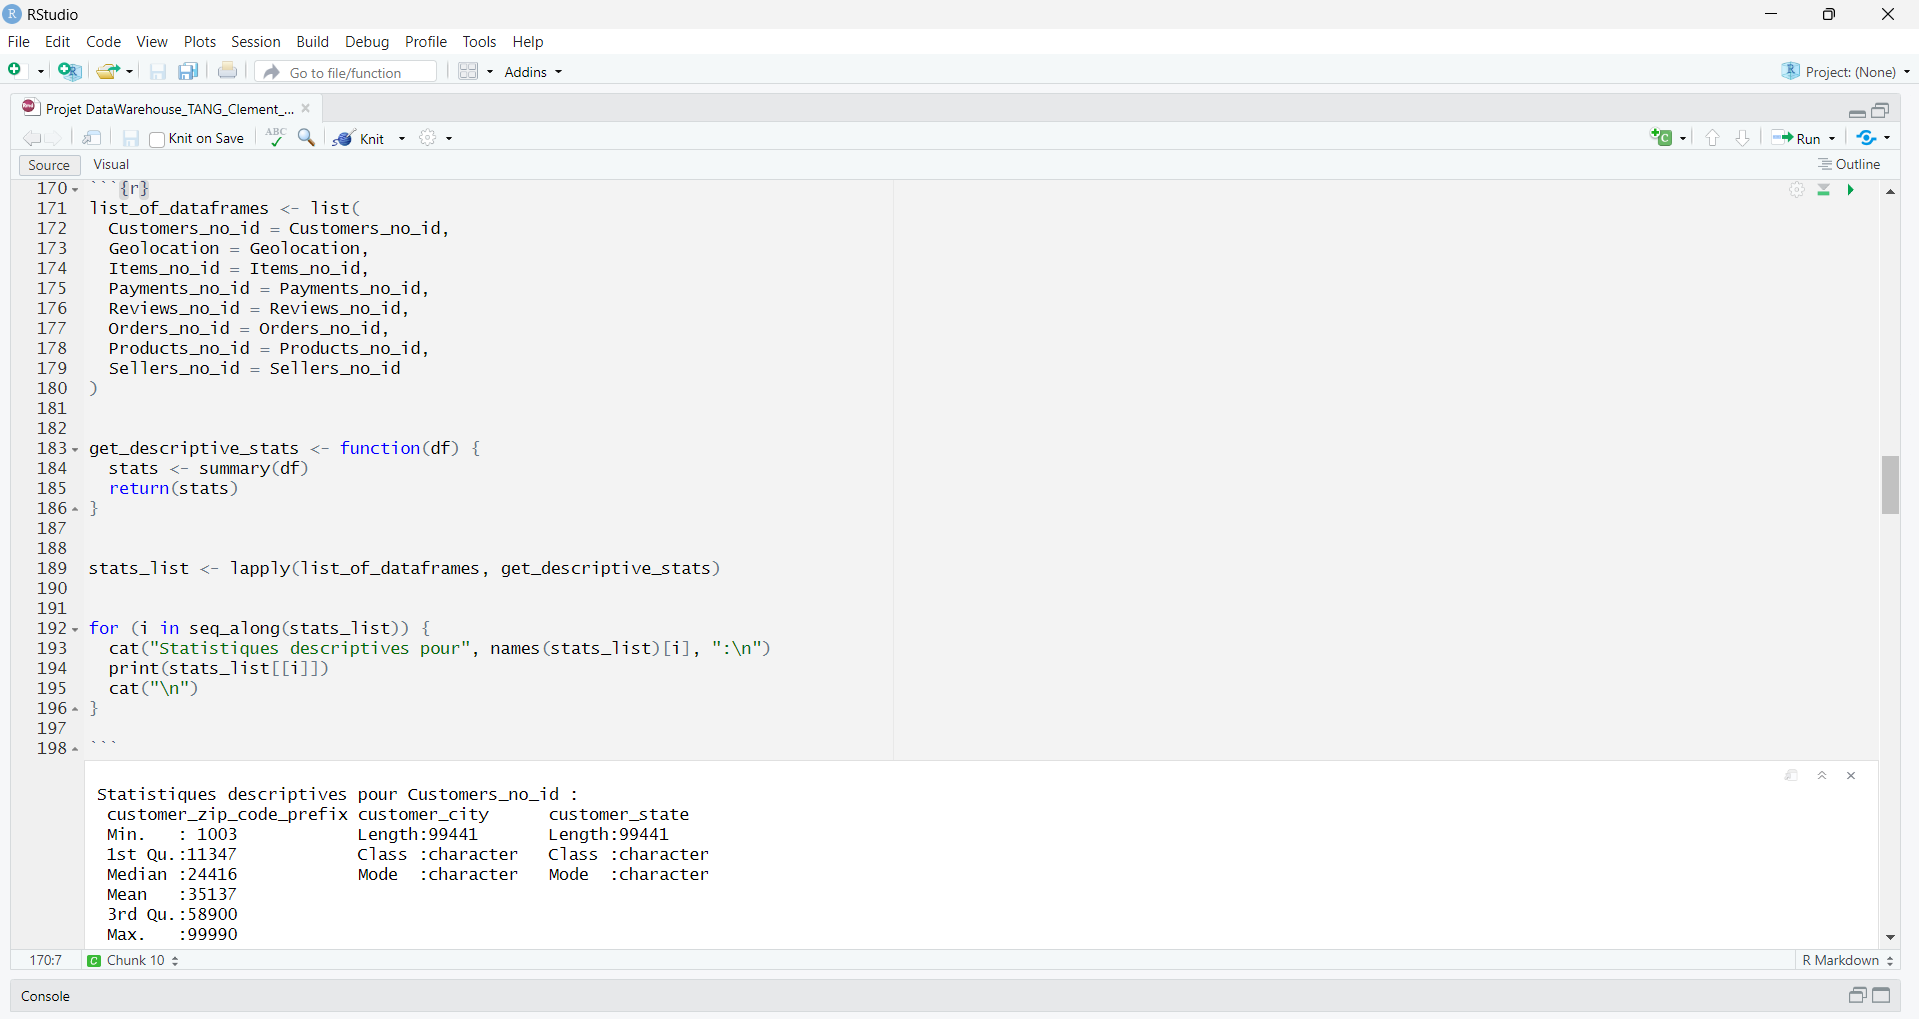 RStudio
File Edit Code View Plots Session Build Debug Profile Tools Help
Go to file/function Addins Project: (None)
Projet DataWarehouse_TANG_Clement_...
Knit on Save ABC Knit Run
Source Visual Outline
170 ```{r}
171 list_of_dataframes <- list(
172   Customers_no_id = Customers_no_id,
173   Geolocation = Geolocation,
174   Items_no_id = Items_no_id,
175   Payments_no_id = Payments_no_id,
176   Reviews_no_id = Reviews_no_id,
177   Orders_no_id = Orders_no_id,
178   Products_no_id = Products_no_id,
179   Sellers_no_id = Sellers_no_id
180 )
181
182
183 get_descriptive_stats <- function(df) {
184   stats <- summary(df)
185   return(stats)
186 }
187
188
189 stats_list <- lapply(list_of_dataframes, get_descriptive_stats)
190
191
192 for (i in seq_along(stats_list)) {
193   cat("Statistiques descriptives pour", names(stats_list)[i], ":\n")
194   print(stats_list[[i]])
195   cat("\n")
196 }
197
198 ```
Statistiques descriptives pour Customers_no_id :
customer_zip_code_prefix customer_city customer_state
Min. : 1003 Length:99441 Length:99441
1st Qu.:11347 Class :character Class :character
Median :24416 Mode :character Mode :character
Mean :35137
3rd Qu.:58900
Max. :99990
170:7 C Chunk 10 R Markdown
Console